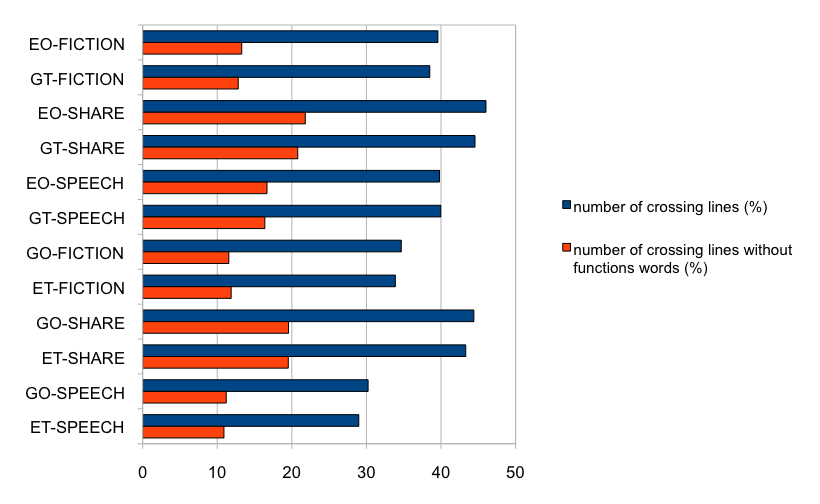 EO-FICTION
GT-FICTION
EO-SHARE
GT-SHARE
EO-SPEECH
GT-SPEECH
GO-FICTION
ET-FICTION
GO-SHARE
ET-SHARE
GO-SPEECH
ET-SPEECH
0 10 20 30 40 50
number of crossing lines (%)
number of crossing lines without
functions words (%)